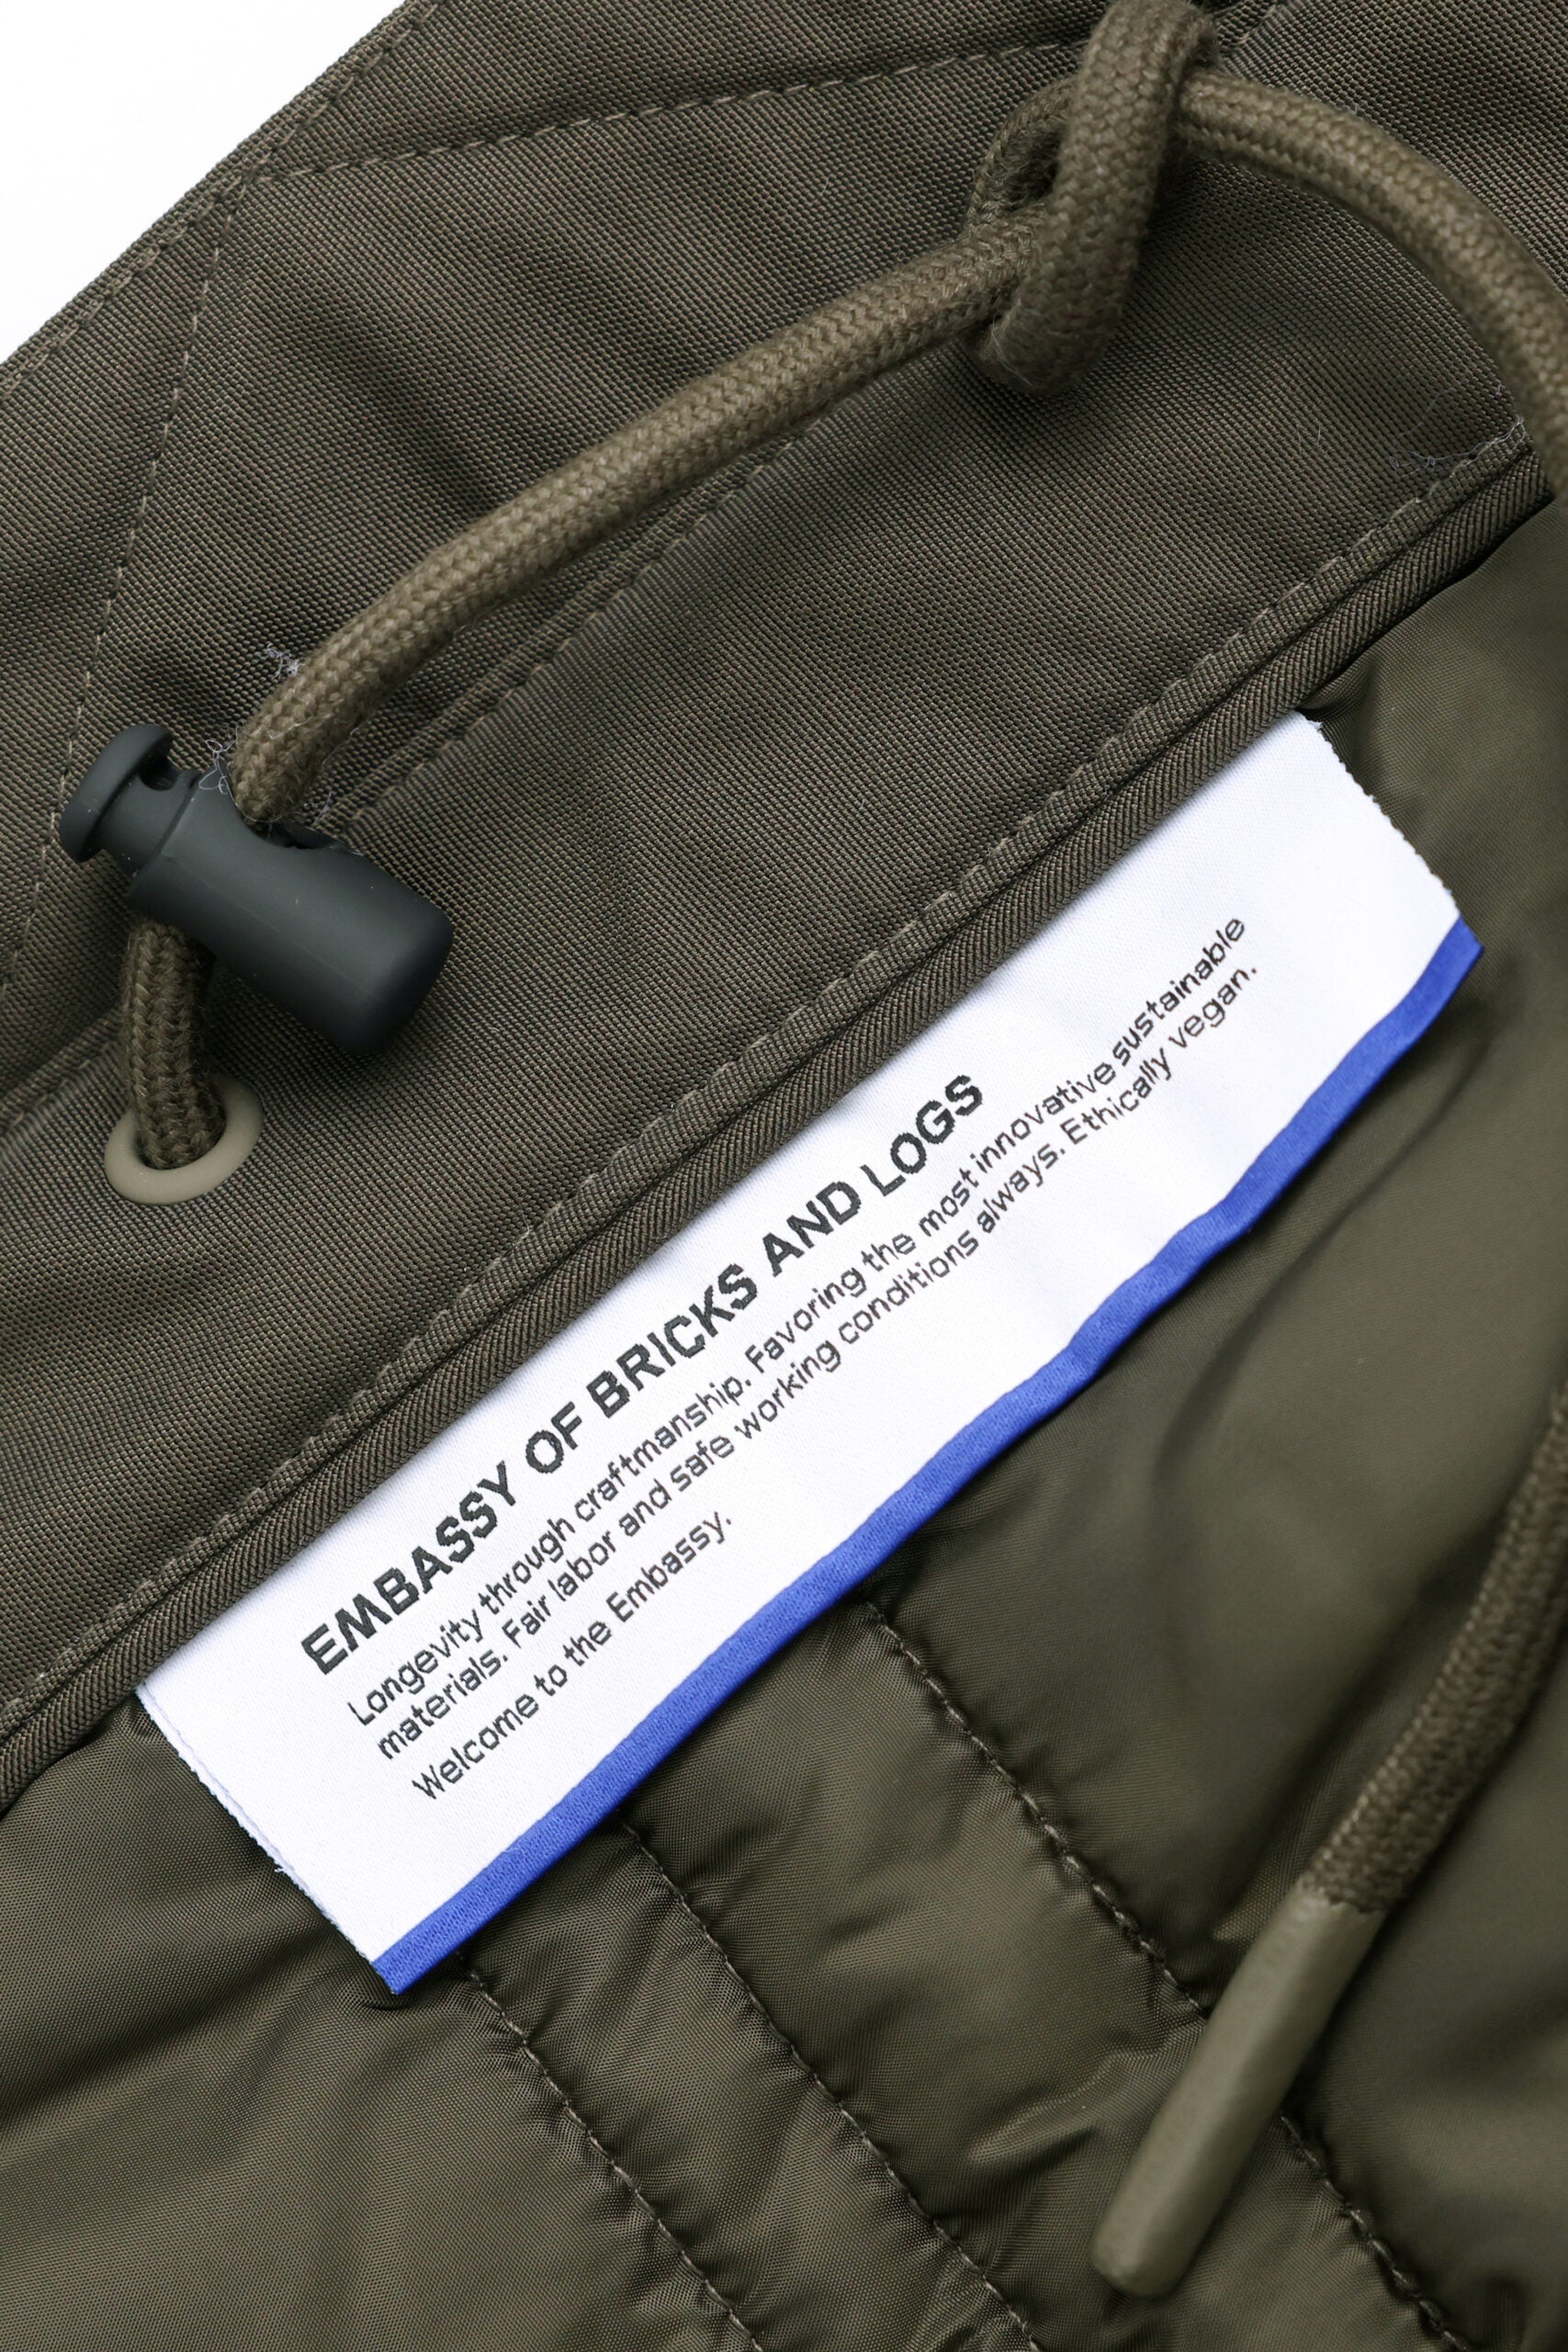 EMBASSY OF BRICKS AND LOGS
Longevity through craftmanship. Favoring the most innovative sustainable
materials. Fair labor and safe working conditions always. Ethically vegan.
Welcome to the Embassy.